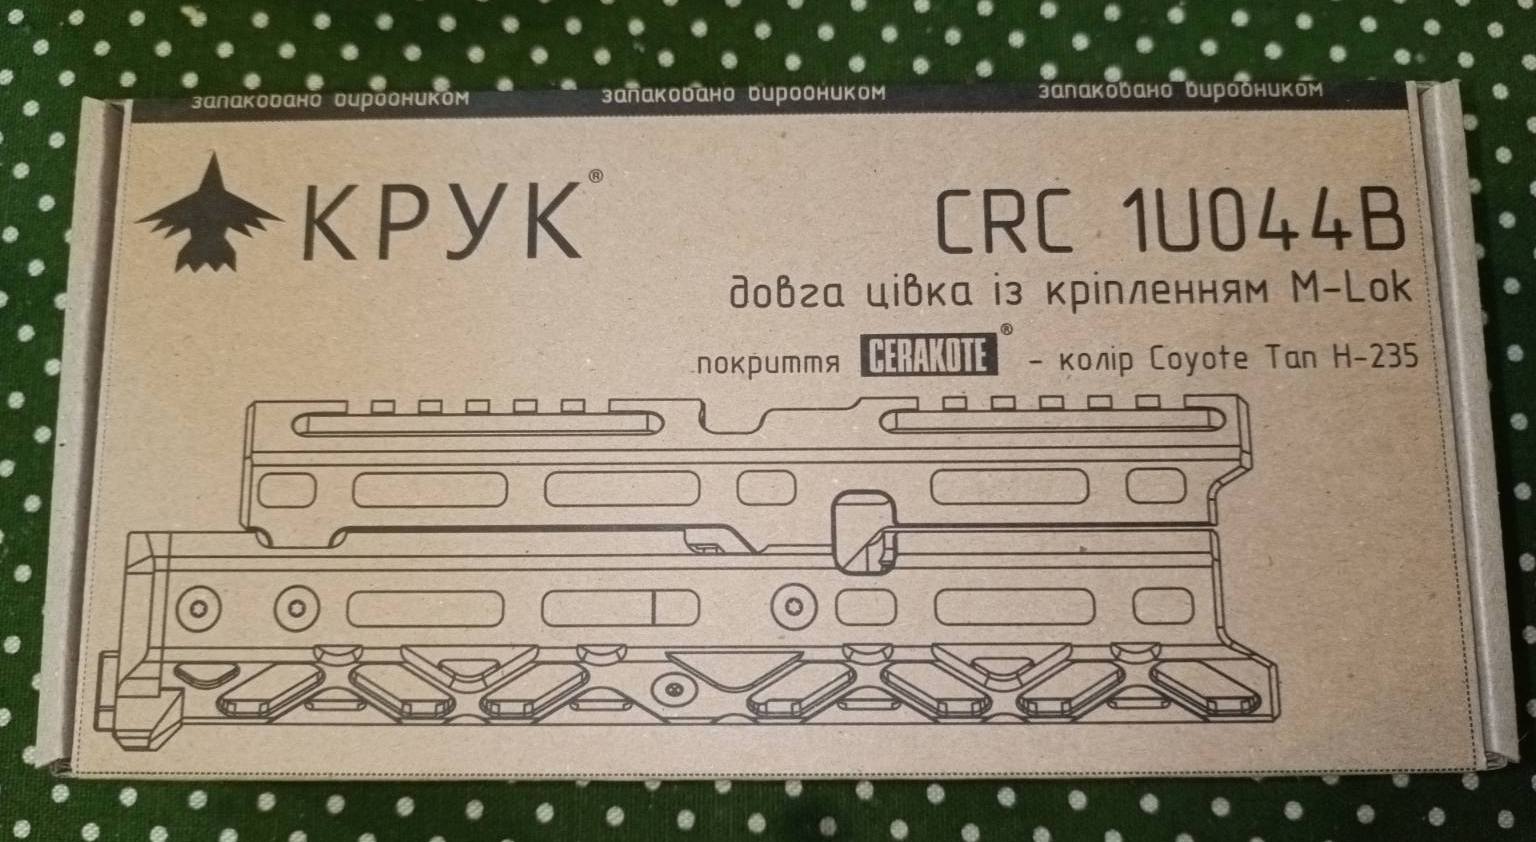 запаковано виробником запаковано виробником запаковано виробником
КРУК®
CRC 1U044B
довга цівка із кріпленням M-Lok
покриття CERAKOTE® – колір Coyote Tan H-235